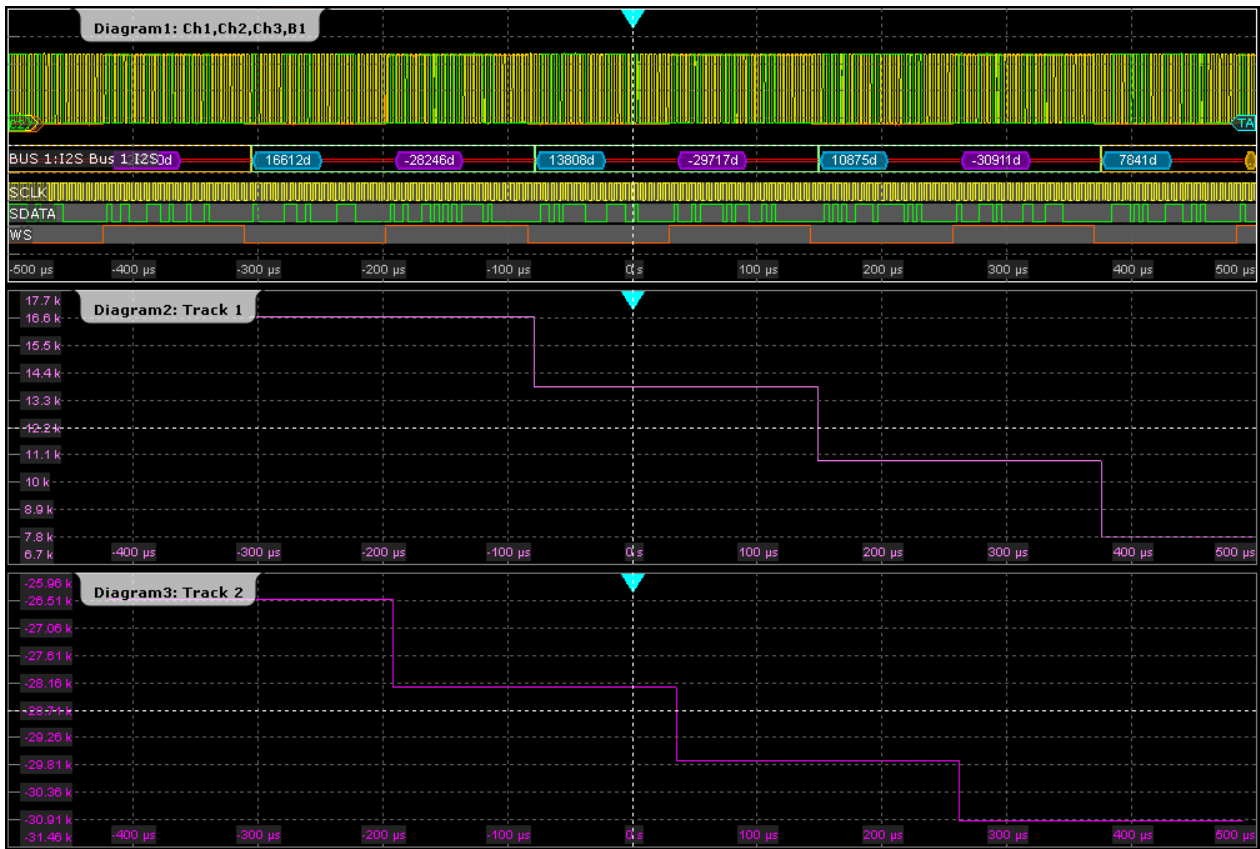 Diagram1: Ch1,Ch2,Ch3,B1
TA
BUS 1:I2S Bus 1 I2S
16612d -28246d 13808d -29717d 10875d -30911d 7841d
SCLK
SDATA
WS
-500 µs -400 µs -300 µs -200 µs -100 µs 0 s 100 µs 200 µs 300 µs 400 µs 500 µs
17.7 k
Diagram2: Track 1
16.6 k
15.5 k
14.4 k
13.3 k
12.2 k
11.1 k
10 k
8.9 k
7.8 k
6.7 k -400 µs -300 µs -200 µs -100 µs 0 s 100 µs 200 µs 300 µs 400 µs 500 µs
-25.96 k
Diagram3: Track 2
-26.51 k
-27.06 k
-27.61 k
-28.16 k
-28.71 k
-29.26 k
-29.81 k
-30.36 k
-30.91 k
-31.46 k -400 µs -300 µs -200 µs -100 µs 0 s 100 µs 200 µs 300 µs 400 µs 500 µs